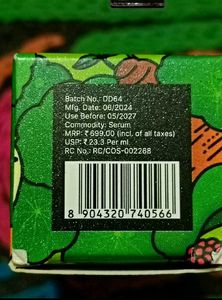 Batch No.: DD64
Mfg. Date: 06/2024
Use Before: 05/2027
Commodity: Serum
MRP: ₹ 699.00 (incl. of all taxes)
USP: ₹ 23.3 Per ml
RC No.: RC/COS-002268
8 904320 740566